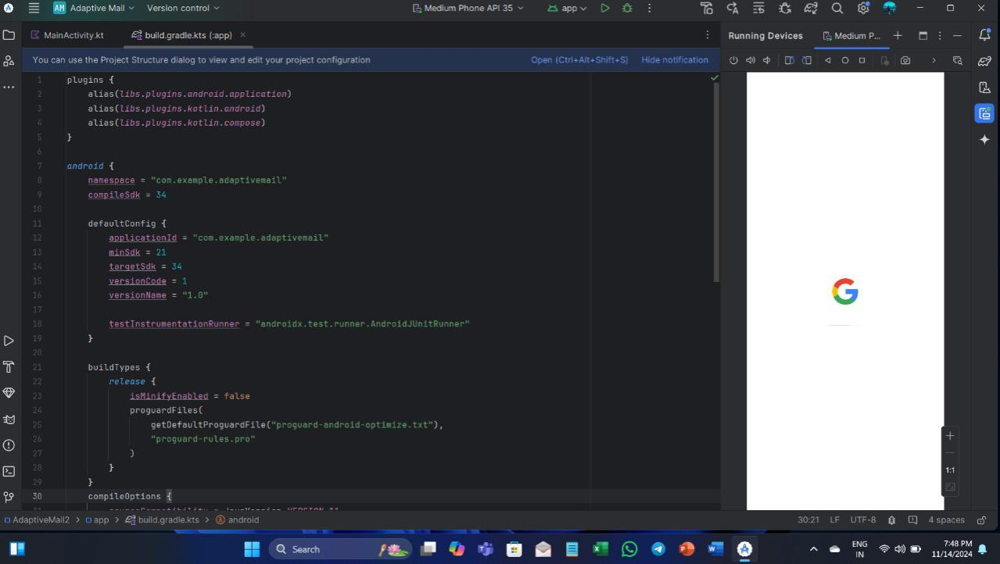 AM Adaptive Mail Version control Medium Phone API 35 app
MainActivity.kt build.gradle.kts (:app) Running Devices Medium P...
You can use the Project Structure dialog to view and edit your project configuration Open (Ctrl+Alt+Shift+S) Hide notification
1 plugins {
2 alias(libs.plugins.android.application)
3 alias(libs.plugins.kotlin.android)
4 alias(libs.plugins.kotlin.compose)
5 }
6
7 android {
8 namespace = "com.example.adaptivemail"
9 compileSdk = 34
10
11 defaultConfig {
12 applicationId = "com.example.adaptivemail"
13 minSdk = 21
14 targetSdk = 34
15 versionCode = 1
16 versionName = "1.0"
17
18 testInstrumentationRunner = "androidx.test.runner.AndroidJUnitRunner"
19 }
20
21 buildTypes {
22 release {
23 isMinifyEnabled = false
24 proguardFiles(
25 getDefaultProguardFile("proguard-android-optimize.txt"),
26 "proguard-rules.pro"
27 )
28 }
29 }
30 compileOptions {
1:1
AdaptiveMail2 > app > build.gradle.kts > android 30:21 LF UTF-8 4 spaces
Search ENG IN 7:48 PM 11/14/2024